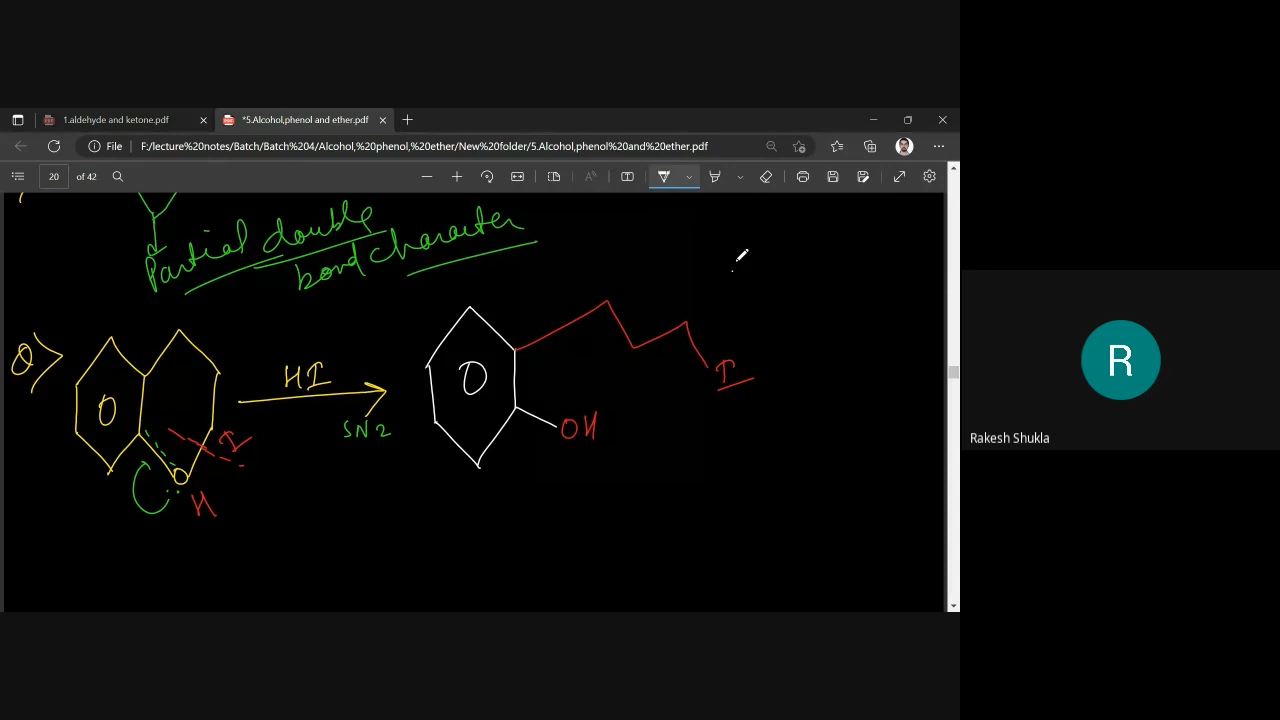 1.aldehyde and ketone.pdf
*5.Alcohol,phenol and ether.pdf
File
F:/lecture%20notes/Batch/Batch%204/Alcohol,%20phenol,%20ether/New%20folder/5.Alcohol,phenol%20and%20ether.pdf
20 of 42
Partial double
bond character
Q>
HI
SN2
I
O
H
I
OH
R
Rakesh Shukla